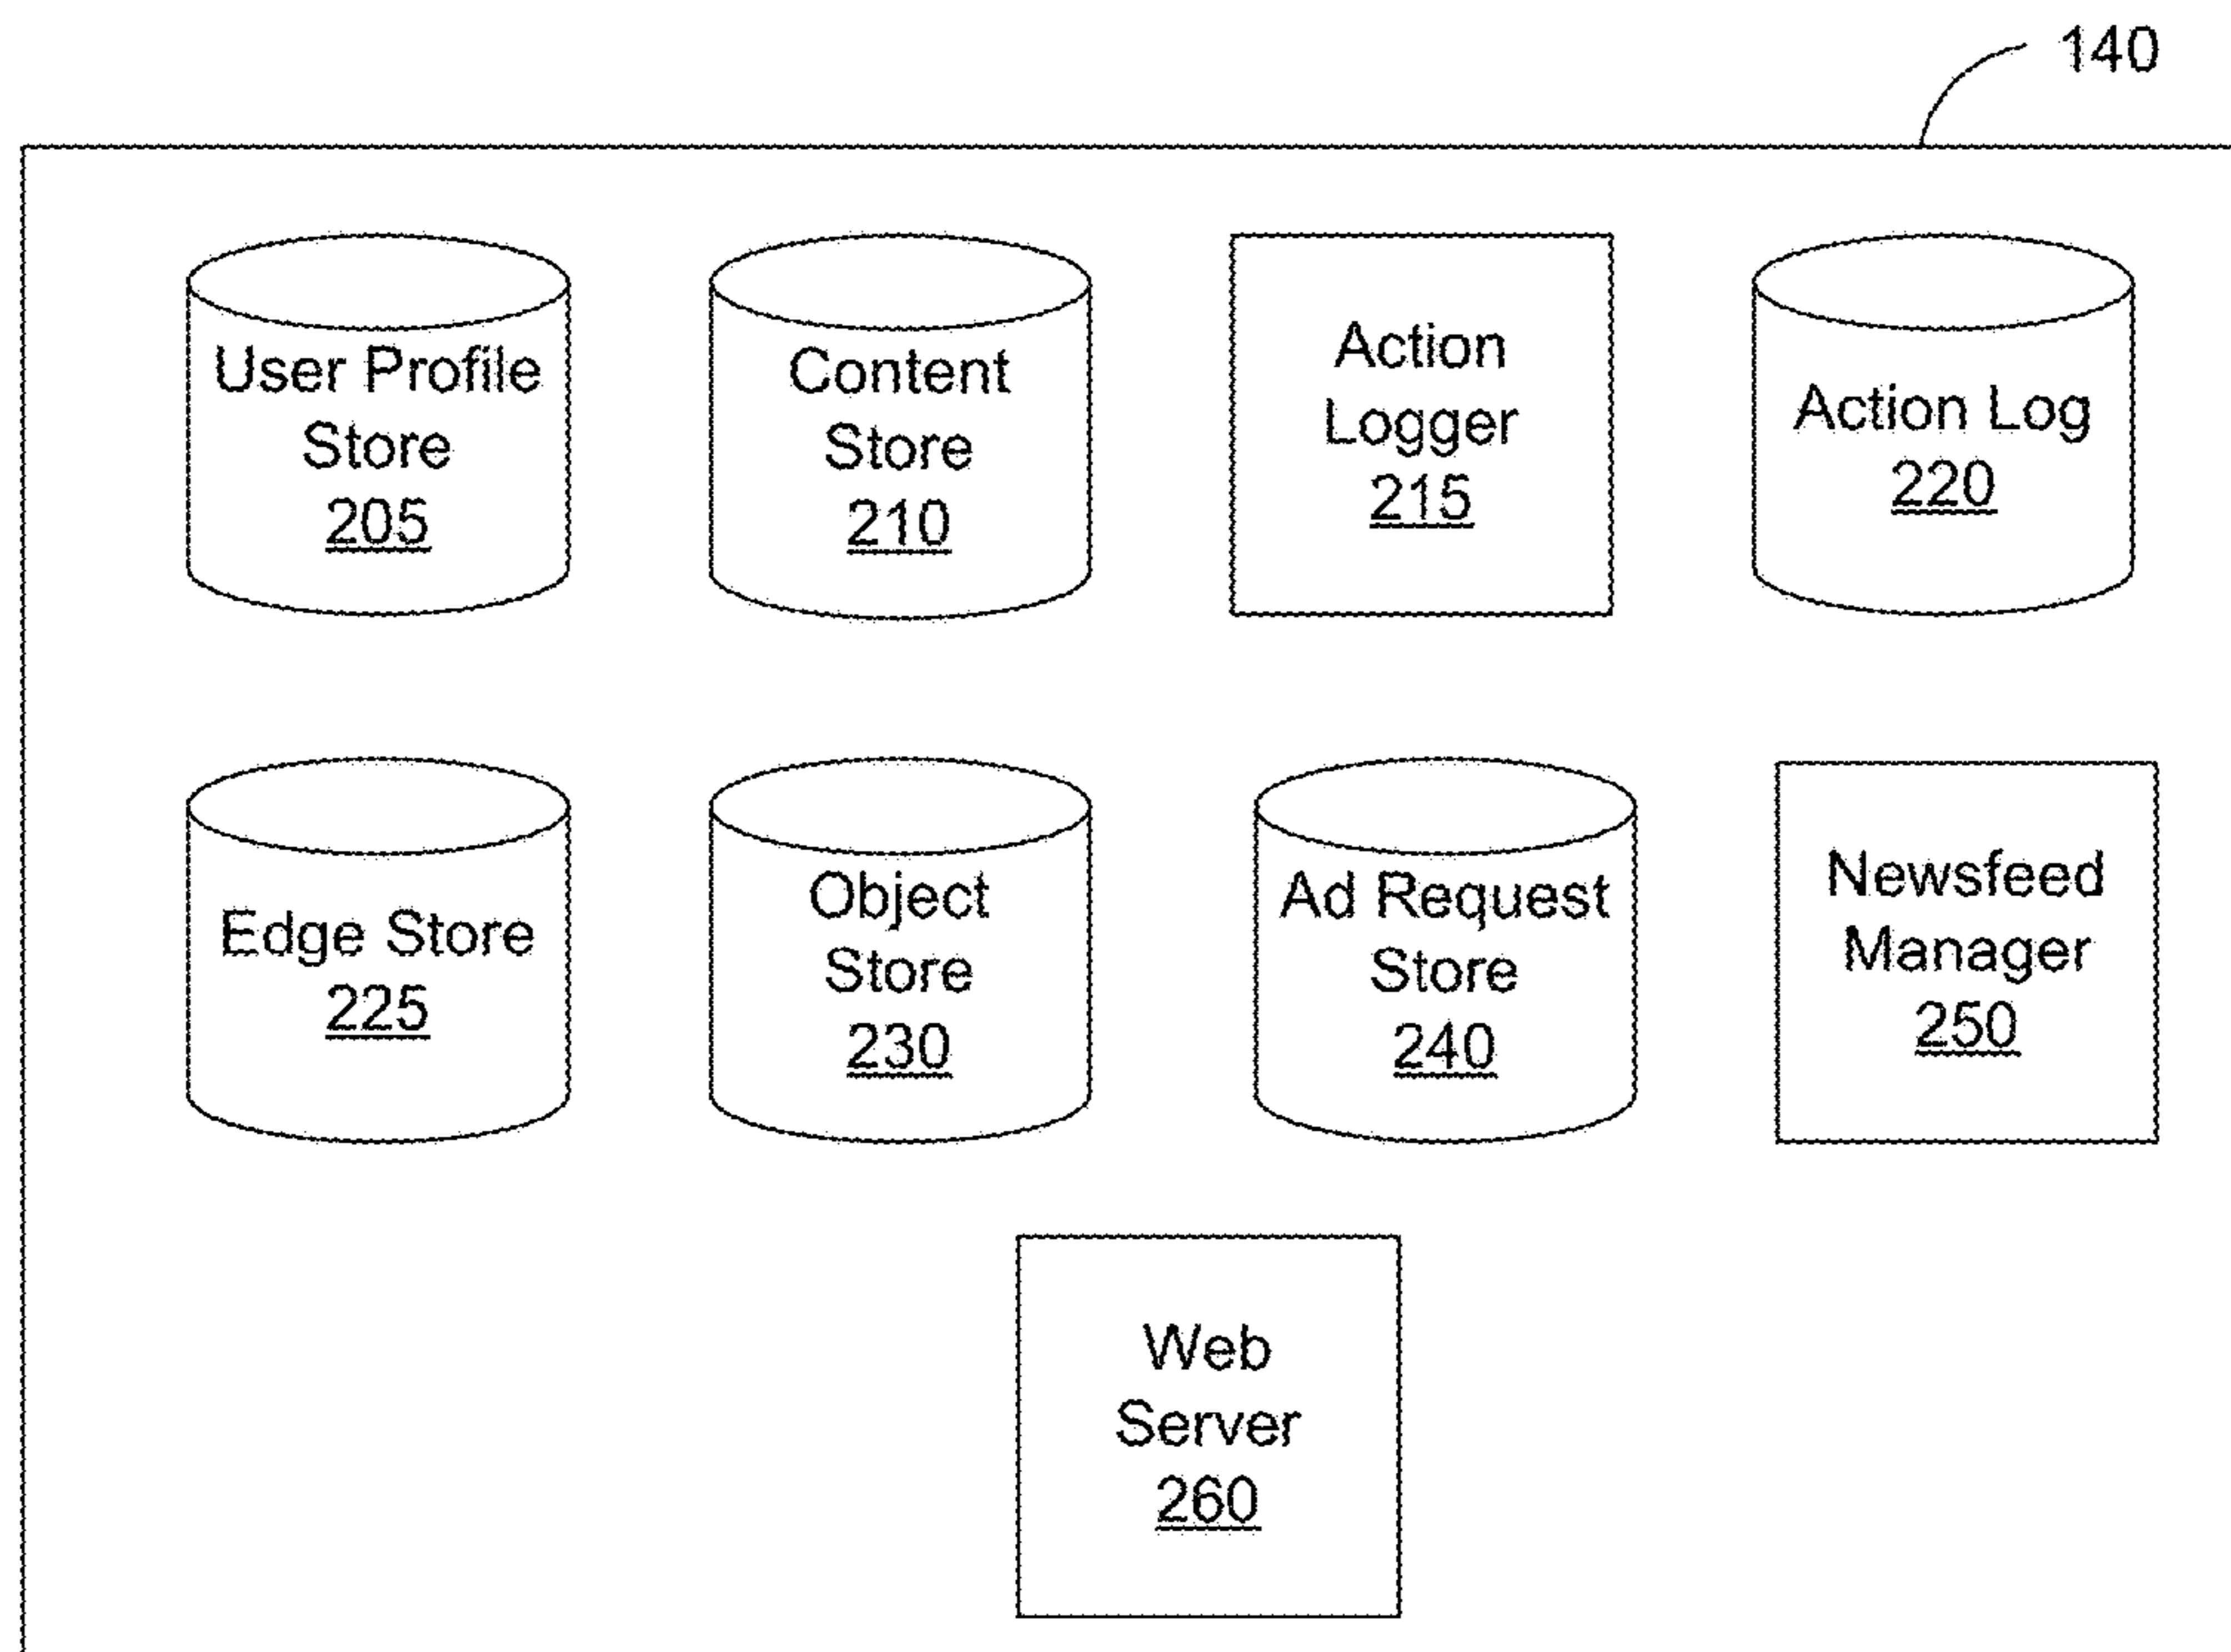 140
User Profile
Store
205
Content
Store
210
Action
Logger
215
Action Log
220
Edge Store
225
Object
Store
230
Ad Request
Store
240
Newsfeed
Manager
250
Web
Server
260